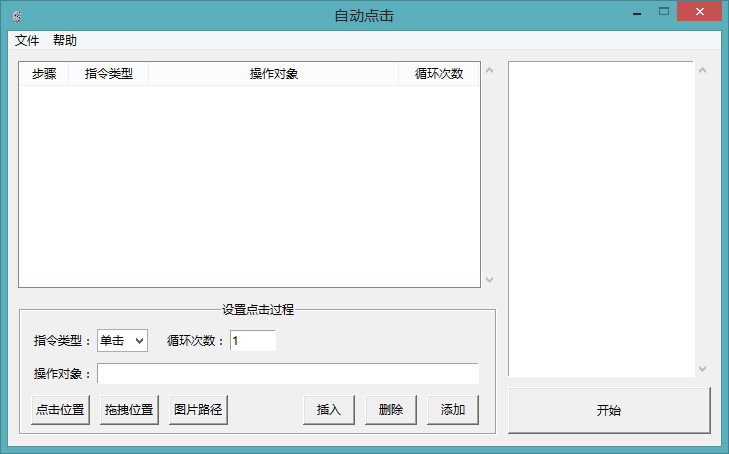 自动点击
文件 帮助
步骤 指令类型 操作对象 循环次数
设置点击过程
指令类型： 单击 循环次数： 1
操作对象：
点击位置 拖拽位置 图片路径 插入 删除 添加
开始